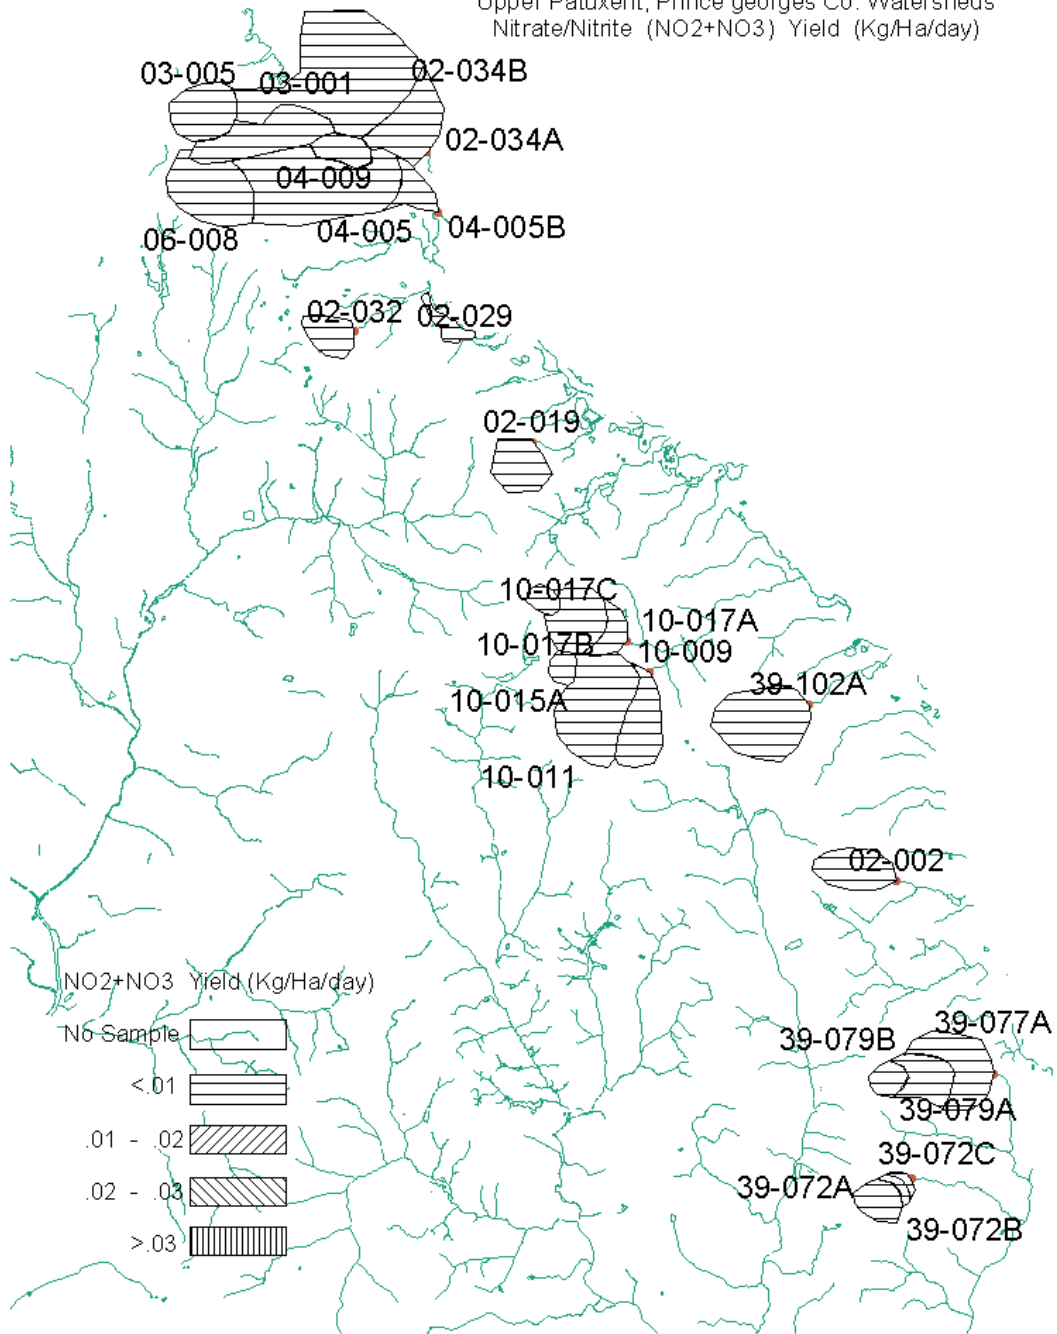 Upper Patuxent, Prince georges Co. Watersheds
Nitrate/Nitrite (NO2+NO3) Yield (Kg/Ha/day)
03-005
03-001
02-034B
02-034A
04-009
06-008
04-005
04-005B
02-032
02-029
02-019
10-017C
10-017A
10-017B
10-009
10-015A
39-102A
10-011
02-002
NO2+NO3 Yield (Kg/Ha/day)
No Sample
<.01
.01 - .02
.02 - .03
>.03
39-077A
39-079B
39-079A
39-072C
39-072A
39-072B